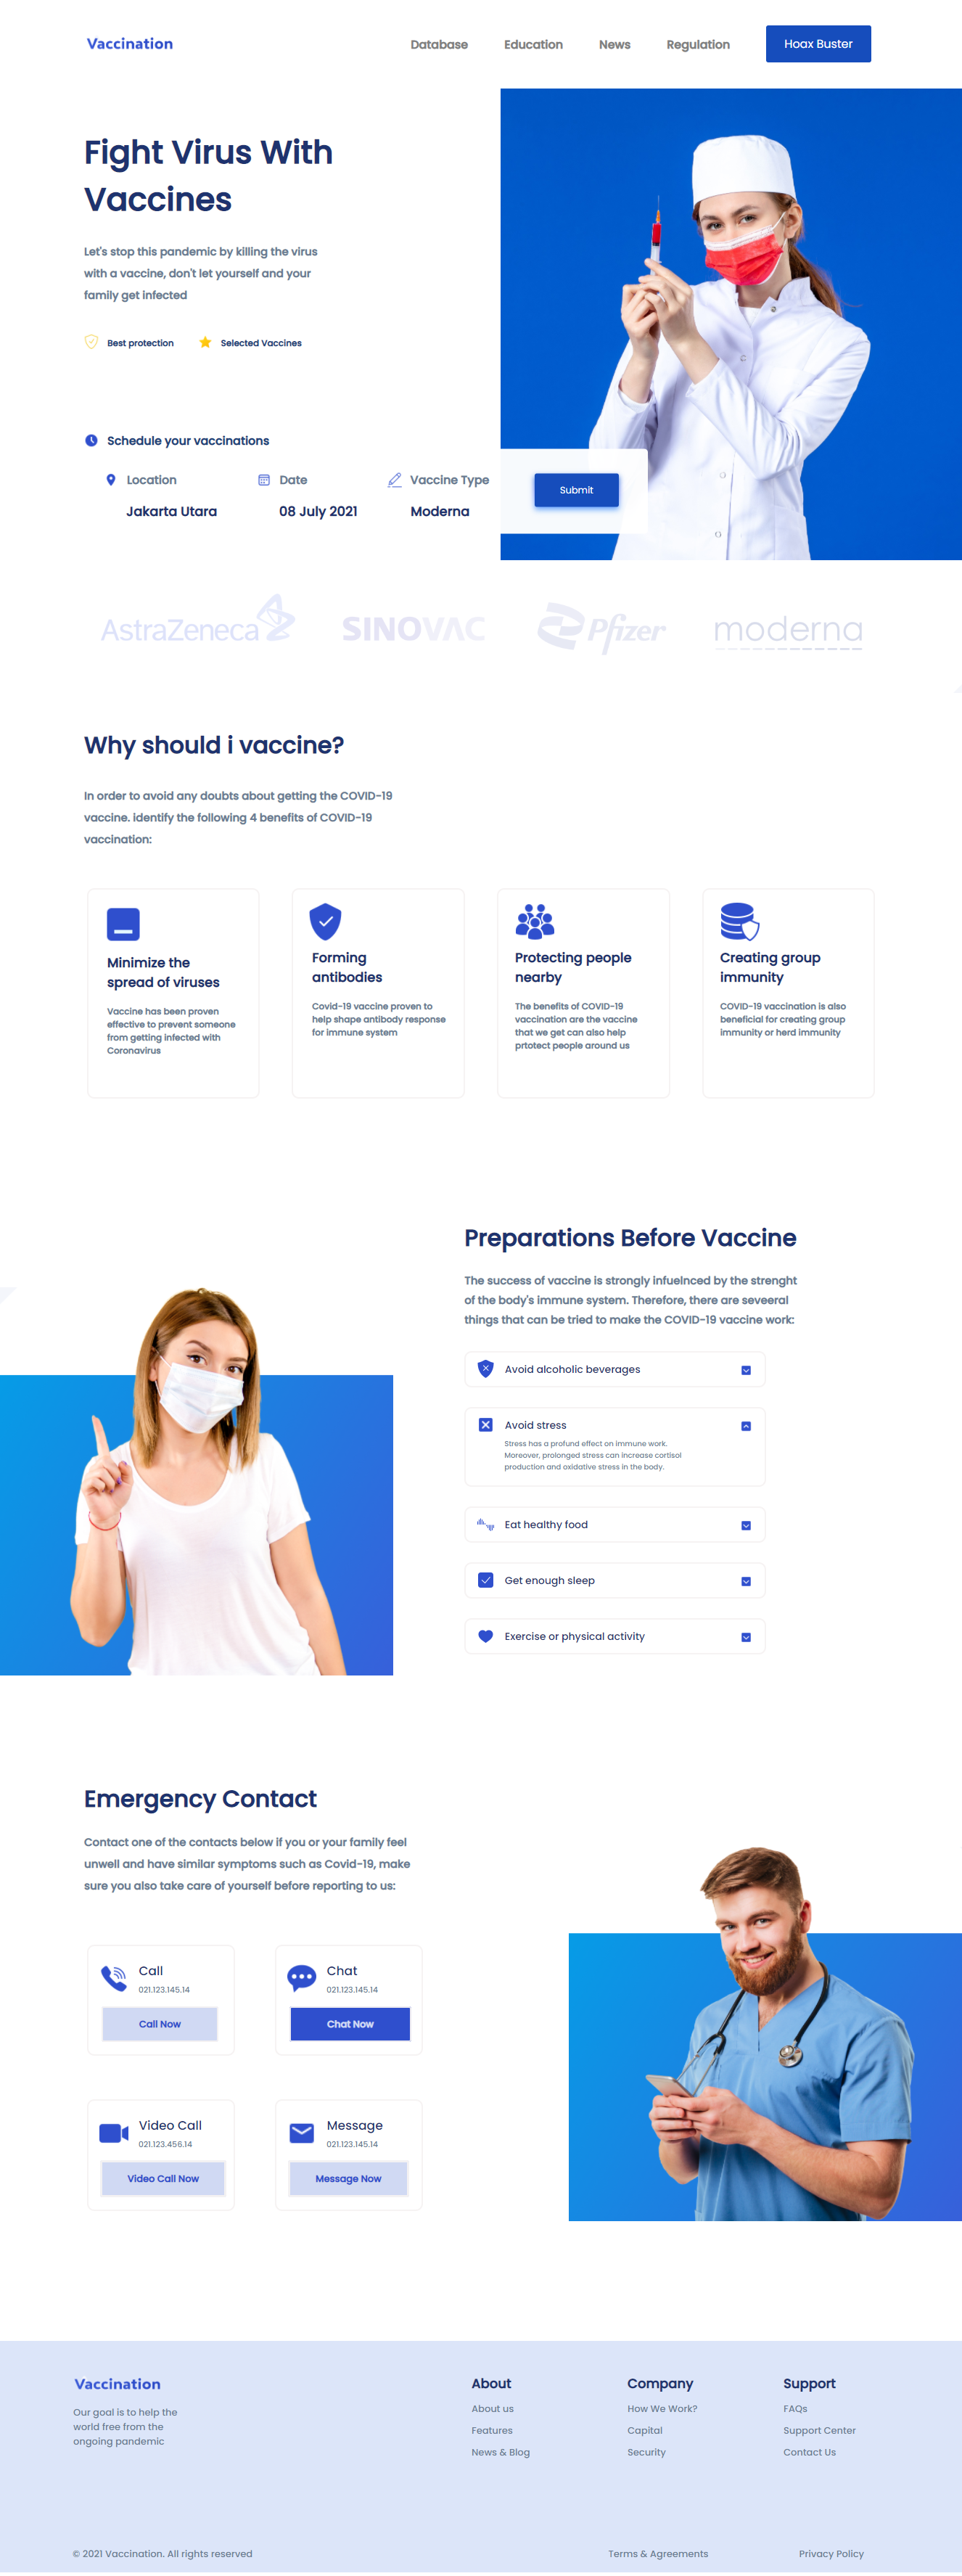 Vaccination
Database Education News Regulation Hoax Buster
Fight Virus With
Vaccines
Let's stop this pandemic by killing the virus
with a vaccine, don't let yourself and your
family get infected
Best protection Selected Vaccines
Schedule your vaccinations
Location Date Vaccine Type
Jakarta Utara 08 July 2021 Moderna
Submit
AstraZeneca SINOVAC Pfizer moderna
Why should i vaccine?
In order to avoid any doubts about getting the COVID-19
vaccine. identify the following 4 benefits of COVID-19
vaccination:
Minimize the
spread of viruses
Vaccine has been proven
effective to prevent someone
from getting infected with
Coronavirus
Forming
antibodies
Covid-19 vaccine proven to
help shape antibody response
for immune system
Protecting people
nearby
The benefits of COVID-19
vaccination are the vaccine
that we get can also help
prtotect people around us
Creating group
immunity
COVID-19 vaccination is also
beneficial for creating group
immunity or herd immunity
Preparations Before Vaccine
The success of vaccine is strongly infuelnced by the strenght
of the body's immune system. Therefore, there are seveeral
things that can be tried to make the COVID-19 vaccine work:
Avoid alcoholic beverages
Avoid stress
Stress has a profund effect on immune work.
Moreover, prolonged stress can increase cortisol
production and oxidative stress in the body.
Eat healthy food
Get enough sleep
Exercise or physical activity
Emergency Contact
Contact one of the contacts below if you or your family feel
unwell and have similar symptoms such as Covid-19, make
sure you also take care of yourself before reporting to us:
Call
021.123.145.14
Call Now
Chat
021.123.145.14
Chat Now
Video Call
021.123.456.14
Video Call Now
Message
021.123.145.14
Message Now
Vaccination
Our goal is to help the
world free from the
ongoing pandemic
About
About us
Features
News & Blog
Company
How We Work?
Capital
Security
Support
FAQs
Support Center
Contact Us
© 2021 Vaccination. All rights reserved
Terms & Agreements
Privacy Policy